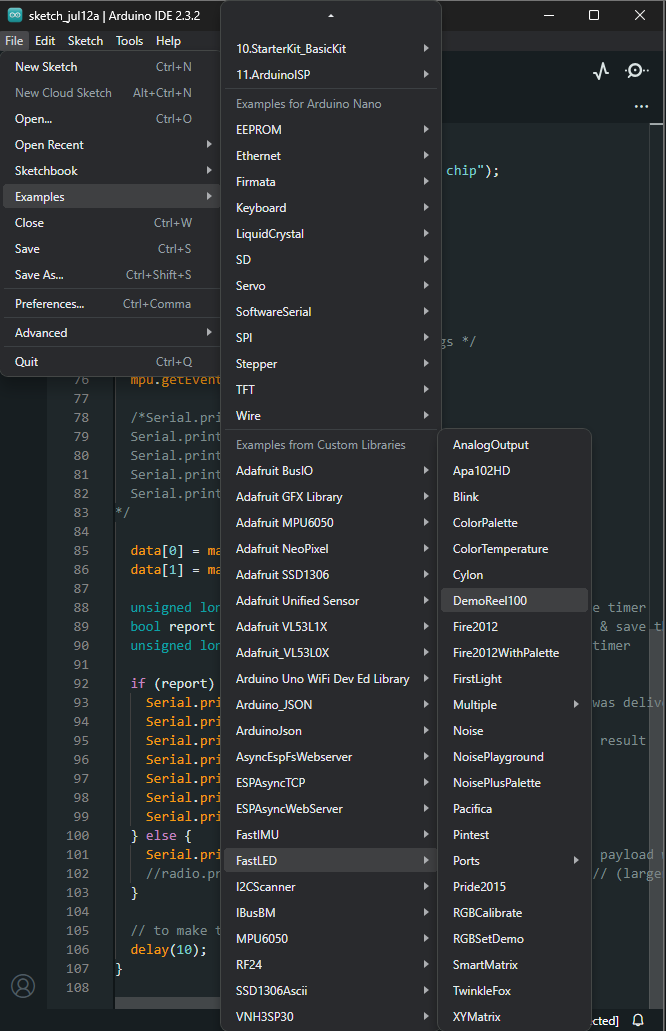 sketch_jul12a | Arduino IDE 2.3.2
File Edit Sketch Tools Help
New Sketch Ctrl+N
New Cloud Sketch Alt+Ctrl+N
Open... Ctrl+O
Open Recent
Sketchbook
Examples
Close Ctrl+W
Save Ctrl+S
Save As... Ctrl+Shift+S
Preferences... Ctrl+Comma
Advanced
Quit Ctrl+Q
10.StarterKit_BasicKit
11.ArduinoISP
Examples for Arduino Nano
EEPROM
Ethernet
Firmata
Keyboard
LiquidCrystal
SD
Servo
SoftwareSerial
SPI
Stepper
TFT
Wire
Examples from Custom Libraries
Adafruit BusIO
Adafruit GFX Library
Adafruit MPU6050
Adafruit NeoPixel
Adafruit SSD1306
Adafruit Unified Sensor
Adafruit VL53L1X
Adafruit_VL53L0X
Arduino Uno WiFi Dev Ed Library
Arduino_JSON
ArduinoJson
AsyncEspFsWebserver
ESPAsyncTCP
ESPAsyncWebServer
FastIMU
FastLED
I2CScanner
IBusBM
MPU6050
RF24
SSD1306Ascii
VNH3SP30
AnalogOutput
Apa102HD
Blink
ColorPalette
ColorTemperature
Cylon
DemoReel100
Fire2012
Fire2012WithPalette
FirstLight
Multiple
Noise
NoisePlayground
NoisePlusPalette
Pacifica
Pintest
Ports
Pride2015
RGBCalibrate
RGBSetDemo
SmartMatrix
TwinkleFox
XYMatrix
chip");
gs */
76 mpu.getEvent
77
78 /*Serial.pri
79 Serial.print
80 Serial.print
81 Serial.print
82 Serial.print
83 */
84
85 data[0] = ma
86 data[1] = ma
87
88 unsigned lon e timer
89 bool report & save t
90 unsigned lon timer
91
92 if (report)
93 Serial.pri was deliv
94 Serial.pri
95 Serial.pri result
96 Serial.pri
97 Serial.pri
98 Serial.pri
99 Serial.pri
100 } else {
101 Serial.pri payload
102 //radio.pr // (large
103 }
104
105 // to make t
106 delay(10);
107 }
108
cted]